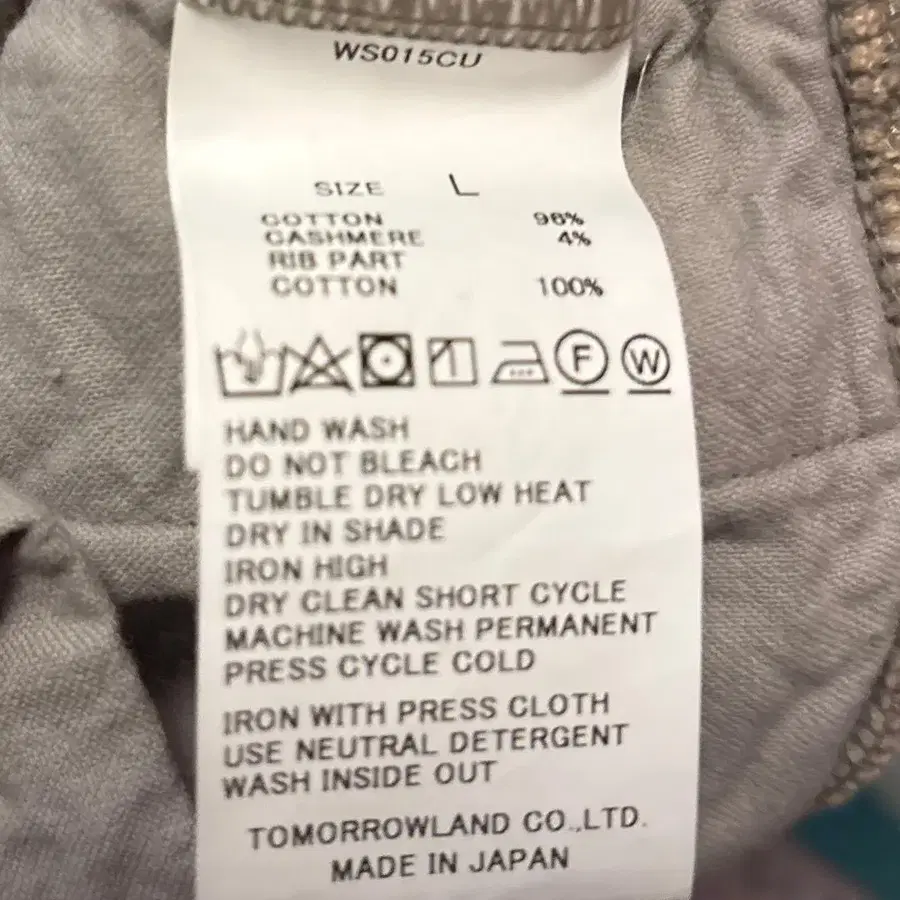 WS015CU
SIZE L
COTTON 96%
CASHMERE 4%
RIB PART
COTTON 100%
F W
HAND WASH
DO NOT BLEACH
TUMBLE DRY LOW HEAT
DRY IN SHADE
IRON HIGH
DRY CLEAN SHORT CYCLE
MACHINE WASH PERMANENT
PRESS CYCLE COLD
IRON WITH PRESS CLOTH
USE NEUTRAL DETERGENT
WASH INSIDE OUT
TOMORROWLAND CO.,LTD.
MADE IN JAPAN